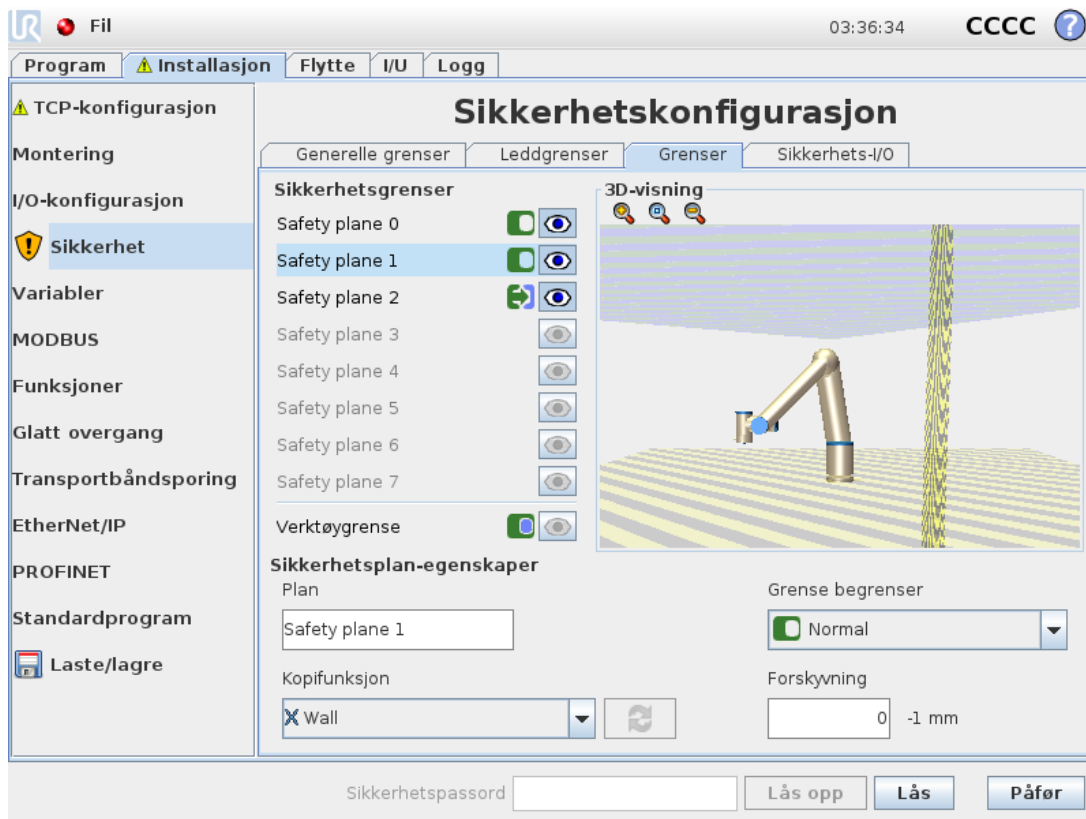 UR Fil 03:36:34 CCCC ?
Program Installasjon Flytte I/U Logg
TCP-konfigurasjon
Montering
I/O-konfigurasjon
Sikkerhet
Variabler
MODBUS
Funksjoner
Glatt overgang
Transportbåndsporing
EtherNet/IP
PROFINET
Standardprogram
Laste/lagre
Sikkerhetskonfigurasjon
Generelle grenser Leddgrenser Grenser Sikkerhets-I/O
Sikkerhetsgrenser
Safety plane 0
Safety plane 1
Safety plane 2
Safety plane 3
Safety plane 4
Safety plane 5
Safety plane 6
Safety plane 7
Verktøygrense
3D-visning
Sikkerhetsplan-egenskaper
Plan
Safety plane 1
Grense begrenser
Normal
Kopifunksjon
Wall
Forskyvning
0 -1 mm
Sikkerhetspassord Lås opp Lås Påfør